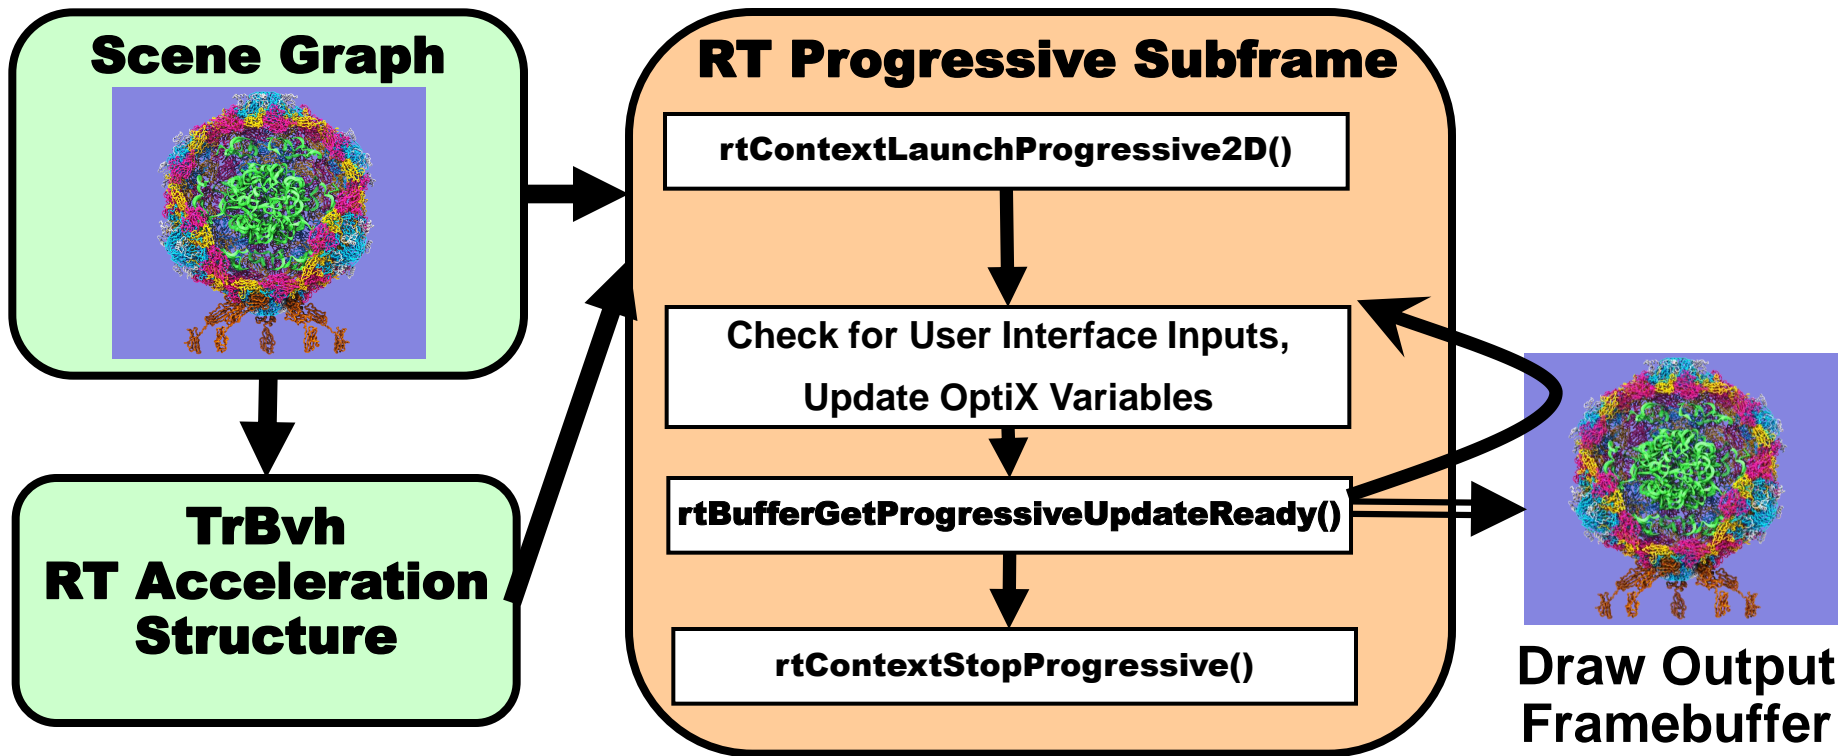 Scene Graph
TrBvh
RT Acceleration
Structure
RT Progressive Subframe
rtContextLaunchProgressive2D()
Check for User Interface Inputs,
Update OptiX Variables
rtBufferGetProgressiveUpdateReady()
rtContextStopProgressive()
Draw Output
Framebuffer